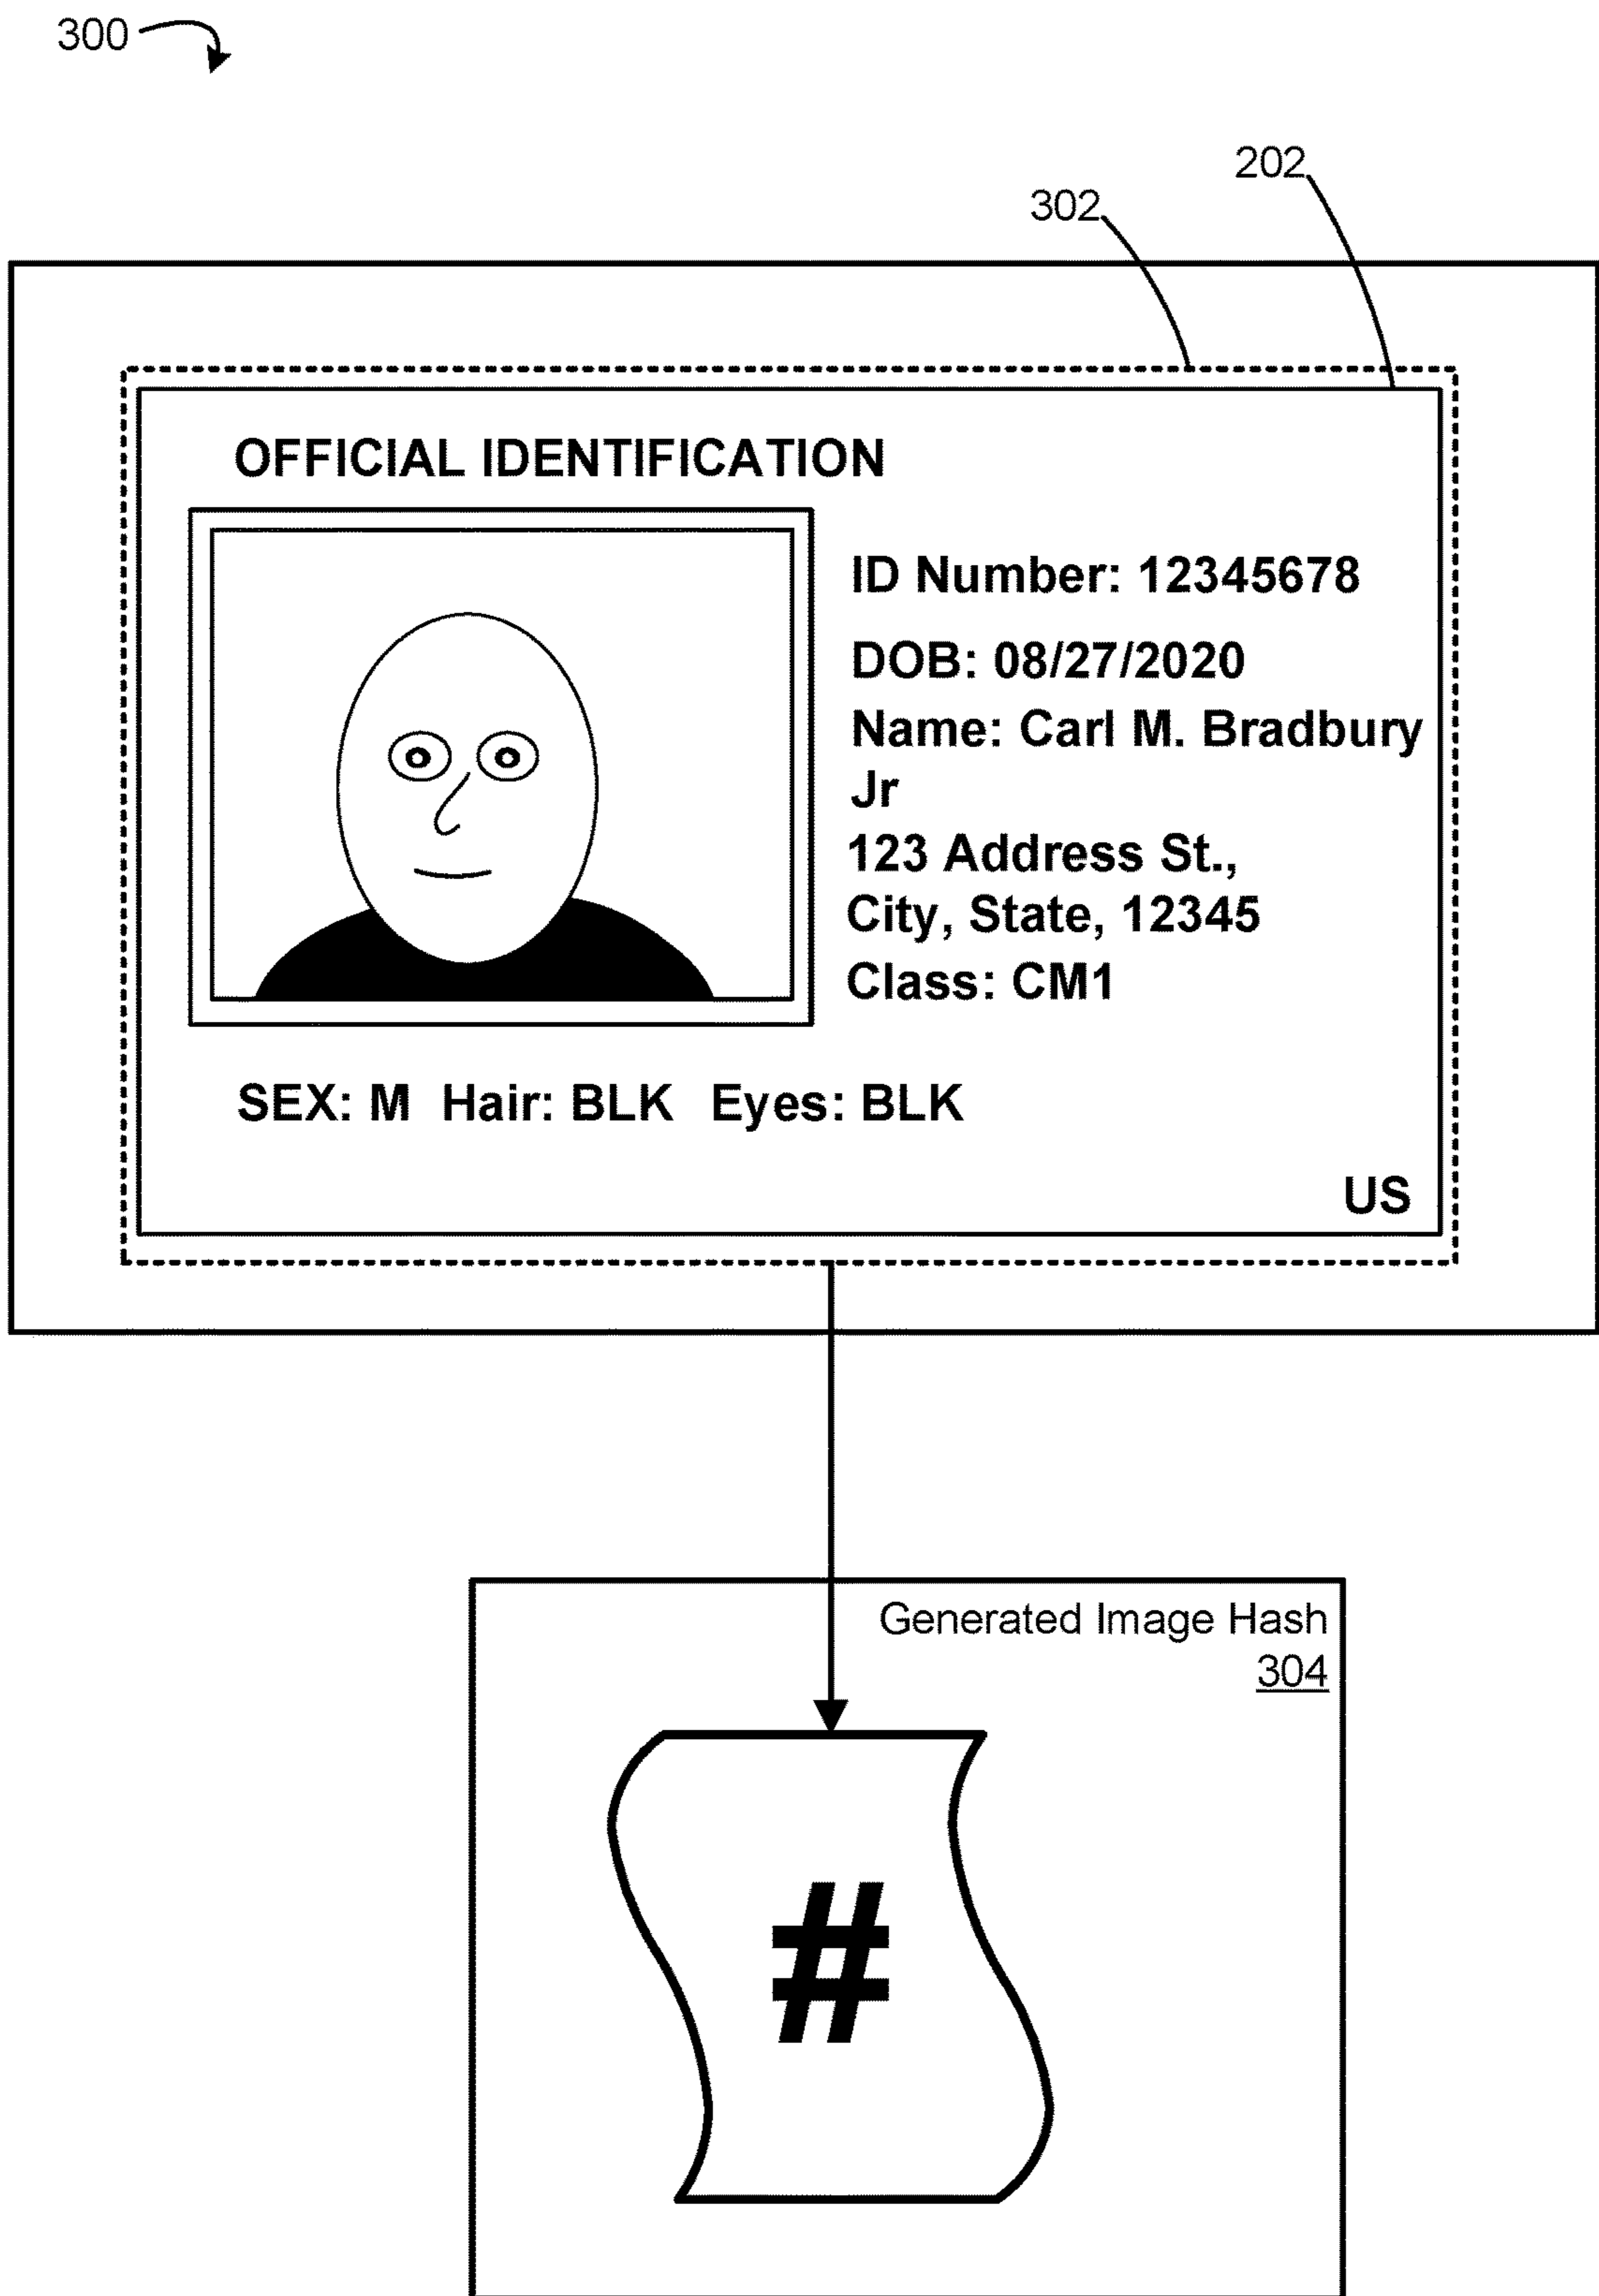 300
202
302
OFFICIAL IDENTIFICATION
ID Number: 12345678
DOB: 08/27/2020
Name: Carl M. Bradbury
Jr
123 Address St.,
City, State, 12345
Class: CM1
SEX: M Hair: BLK Eyes: BLK
US
Generated Image Hash
304
#